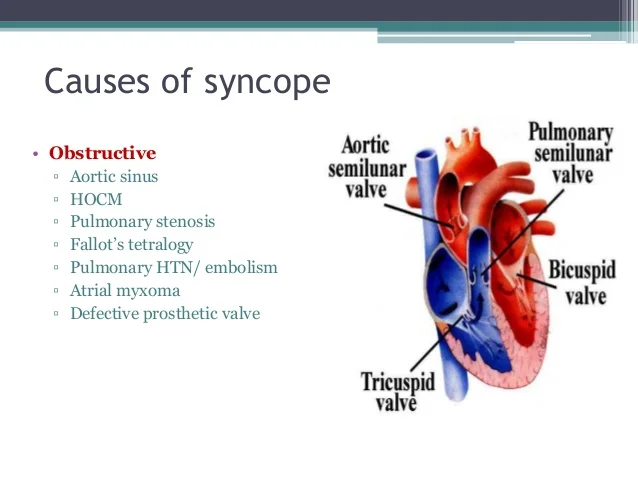 Causes of syncope
• Obstructive
▫ Aortic sinus
▫ HOCM
▫ Pulmonary stenosis
▫ Fallot’s tetralogy
▫ Pulmonary HTN/ embolism
▫ Atrial myxoma
▫ Defective prosthetic valve
Aortic
semilunar
valve
Pulmonary
semilunar
valve
Bicuspid
valve
Tricuspid
valve